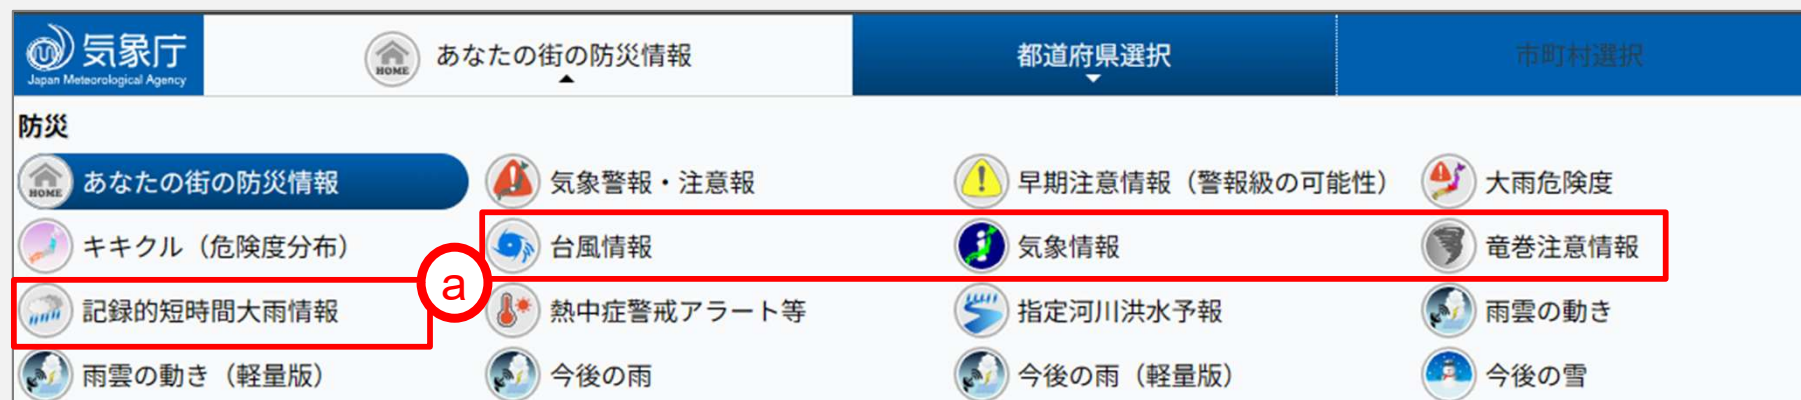 気象庁
Japan Meteorological Agency
HOME
あなたの街の防災情報
都道府県選択
市町村選択
防災
HOME
あなたの街の防災情報
気象警報・注意報
早期注意情報（警報級の可能性）
大雨危険度
キキクル（危険度分布）
台風情報
気象情報
竜巻注意情報
a
記録的短時間大雨情報
熱中症警戒アラート等
指定河川洪水予報
雨雲の動き
雨雲の動き（軽量版）
今後の雨
今後の雨（軽量版）
今後の雪